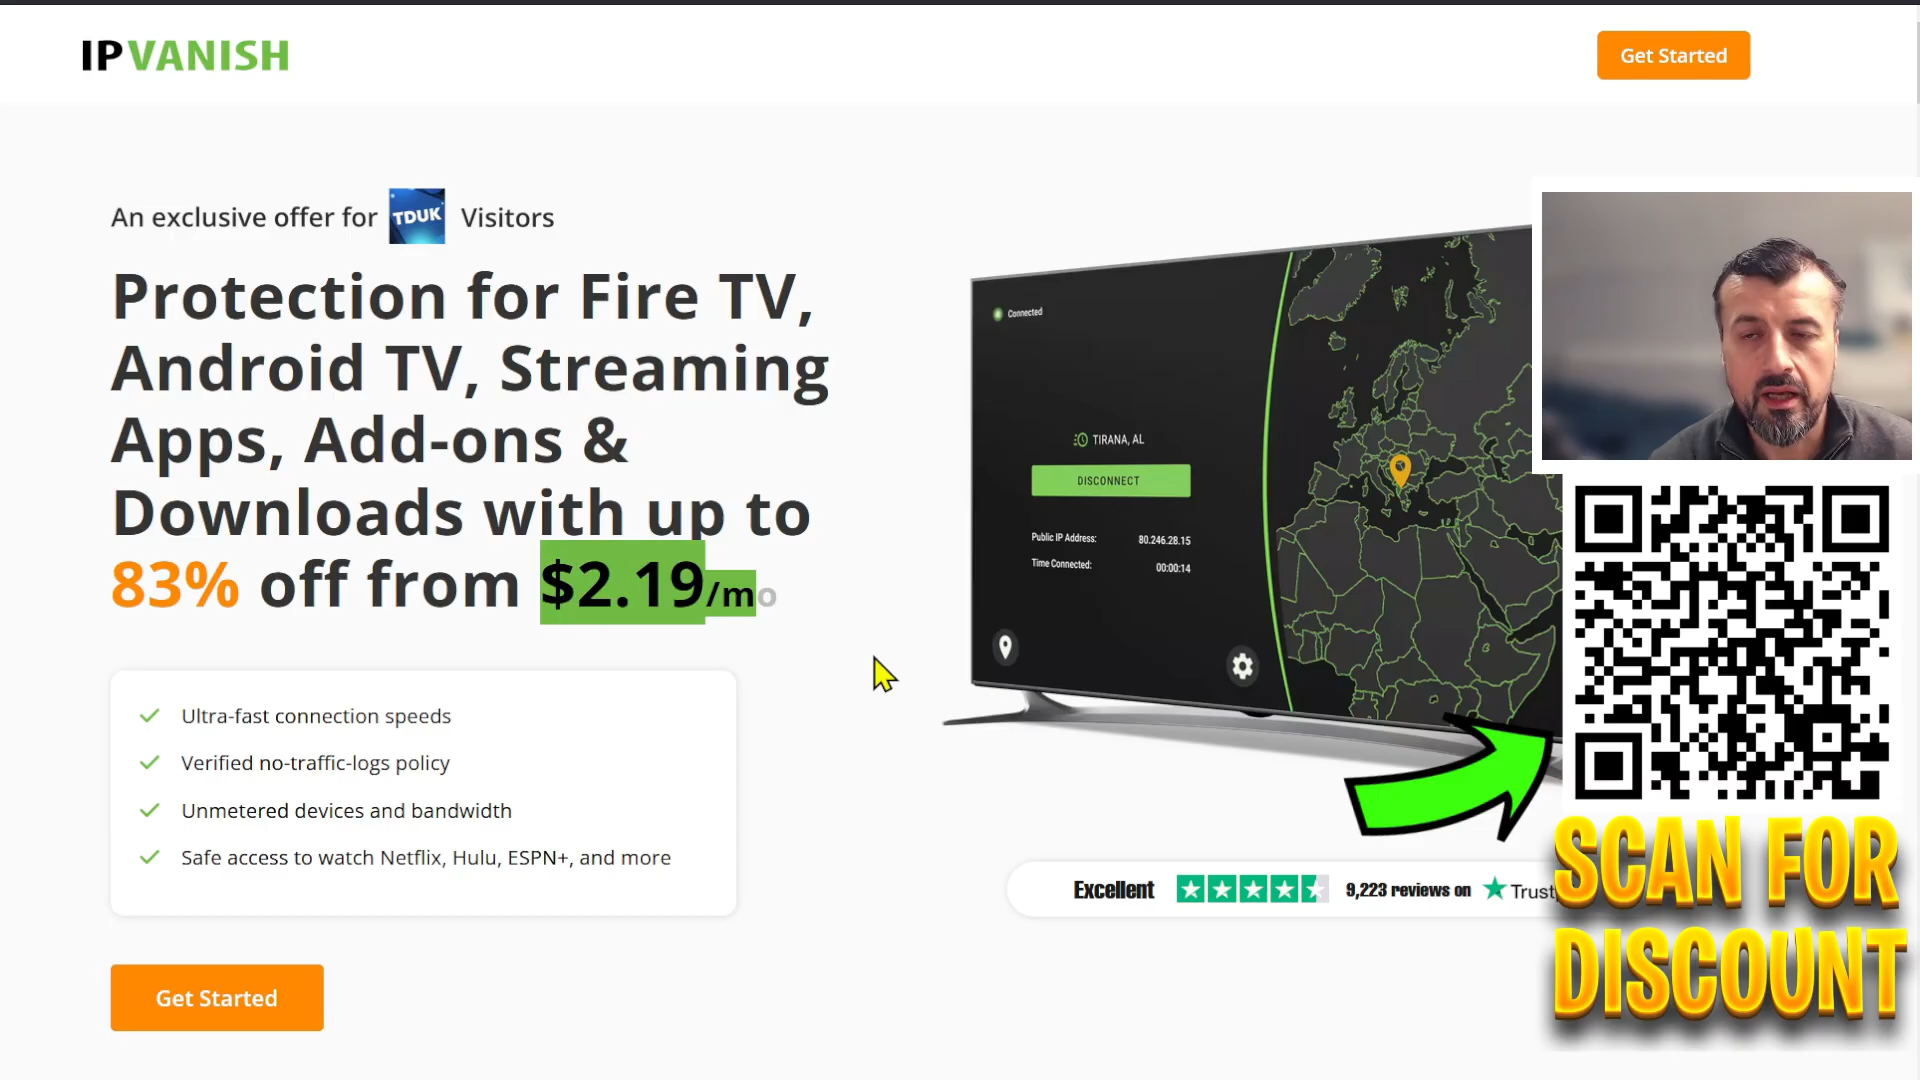 IPVANISH
Get Started
An exclusive offer for TDUK Visitors
Protection for Fire TV,
Android TV, Streaming
Apps, Add-ons &
Downloads with up to
83% off from $2.19/mo
Ultra-fast connection speeds
Verified no-traffic-logs policy
Unmetered devices and bandwidth
Safe access to watch Netflix, Hulu, ESPN+, and more
Get Started
Connected
TIRANA, AL
DISCONNECT
Public IP Address: 80.246.28.15
Time Connected: 00:00:14
Excellent 9,223 reviews on Trust
SCAN FOR
DISCOUNT